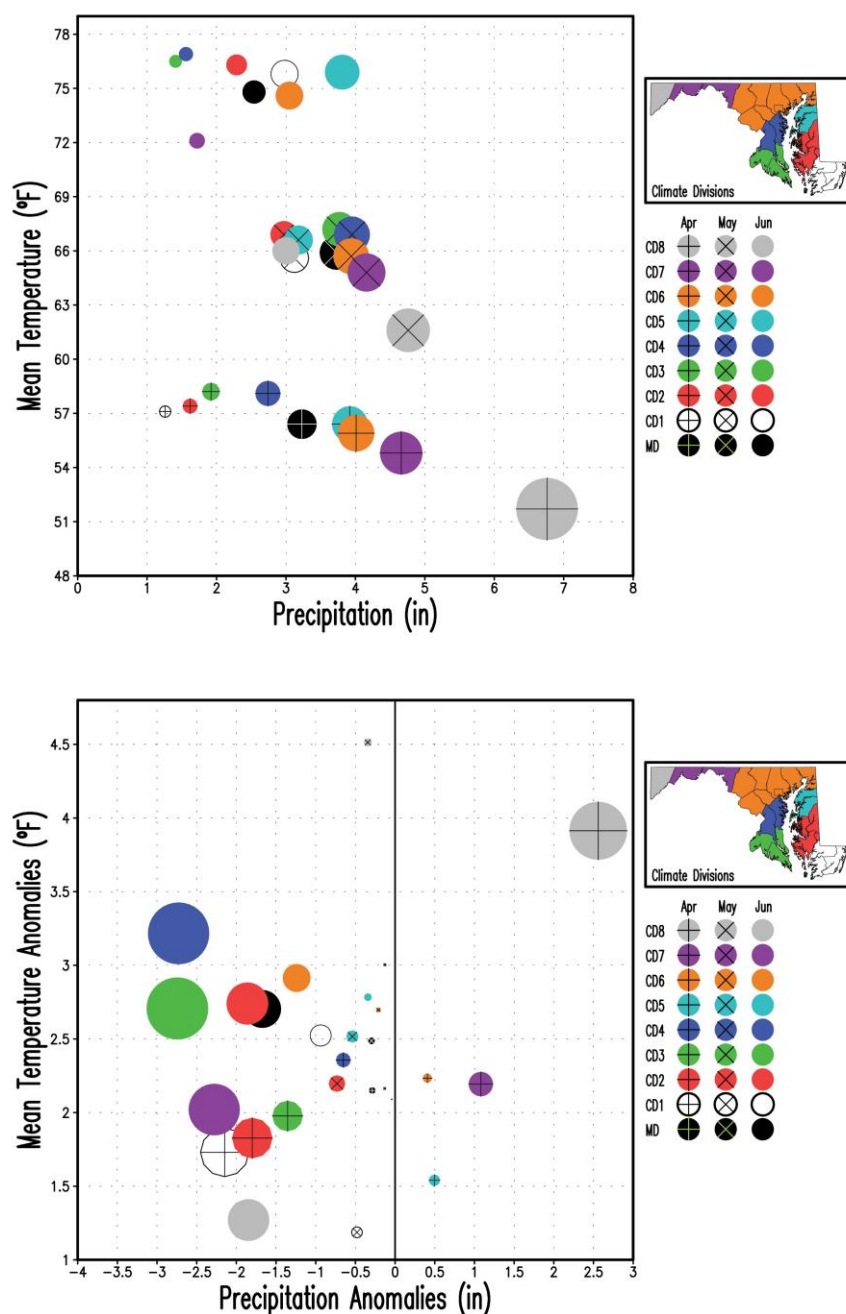 78
75
72
69
66
63
60
57
54
51
48
Mean Temperature (ºF)
0 1 2 3 4 5 6 7 8
Precipitation (in)
Climate Divisions
Apr May Jun
CD8
CD7
CD6
CD5
CD4
CD3
CD2
CD1
MD
4.5
4
3.5
3
2.5
2
1.5
1
Mean Temperature Anomalies (ºF)
−4 −3.5 −3 −2.5 −2 −1.5 −1 −0.5 0 0.5 1 1.5 2 2.5 3
Precipitation Anomalies (in)
Climate Divisions
Apr May Jun
CD8
CD7
CD6
CD5
CD4
CD3
CD2
CD1
MD